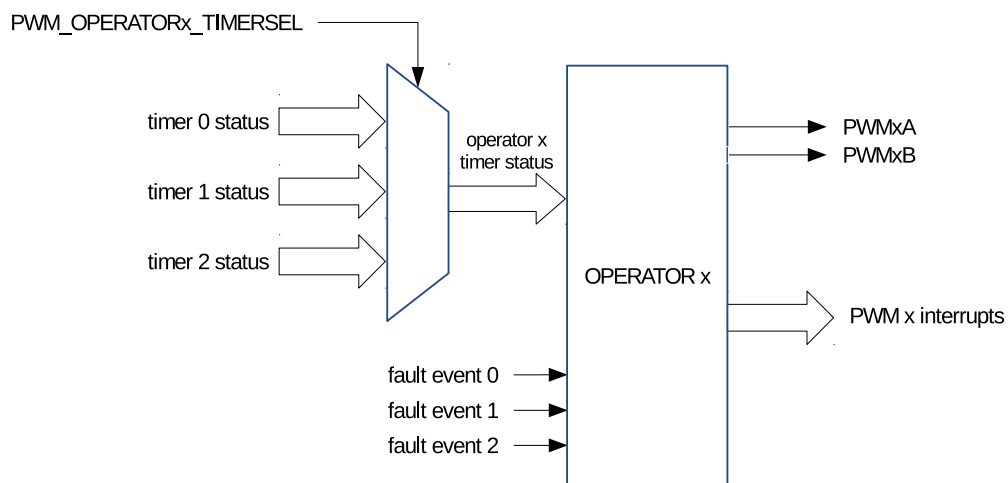 PWM_OPERATORx_TIMERSEL
timer 0 status
timer 1 status
timer 2 status
operator x
timer status
OPERATOR x
PWMxA
PWMxB
PWM x interrupts
fault event 0
fault event 1
fault event 2